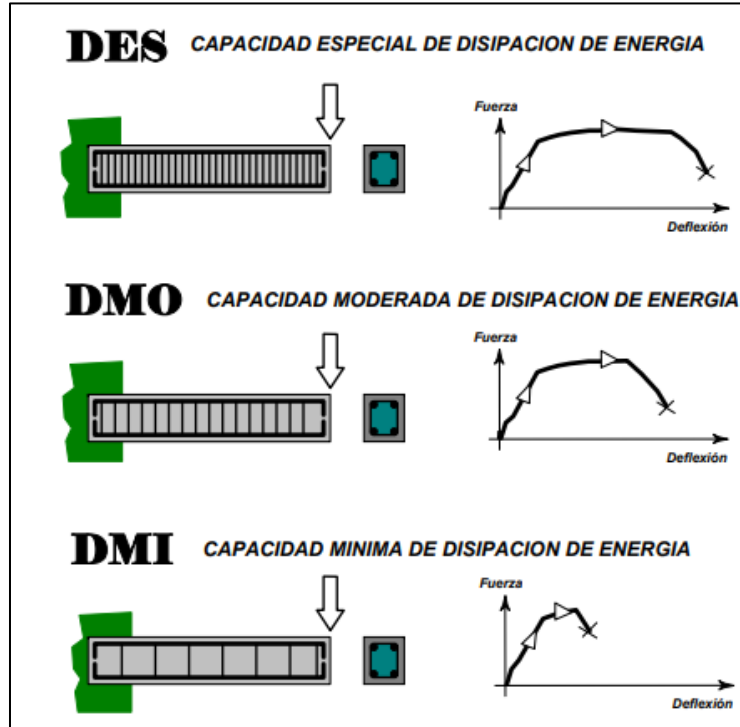 DES CAPACIDAD ESPECIAL DE DISIPACION DE ENERGIA
Fuerza
Deflexión
DMO CAPACIDAD MODERADA DE DISIPACION DE ENERGIA
Fuerza
Deflexión
DMI CAPACIDAD MINIMA DE DISIPACION DE ENERGIA
Fuerza
Deflexión